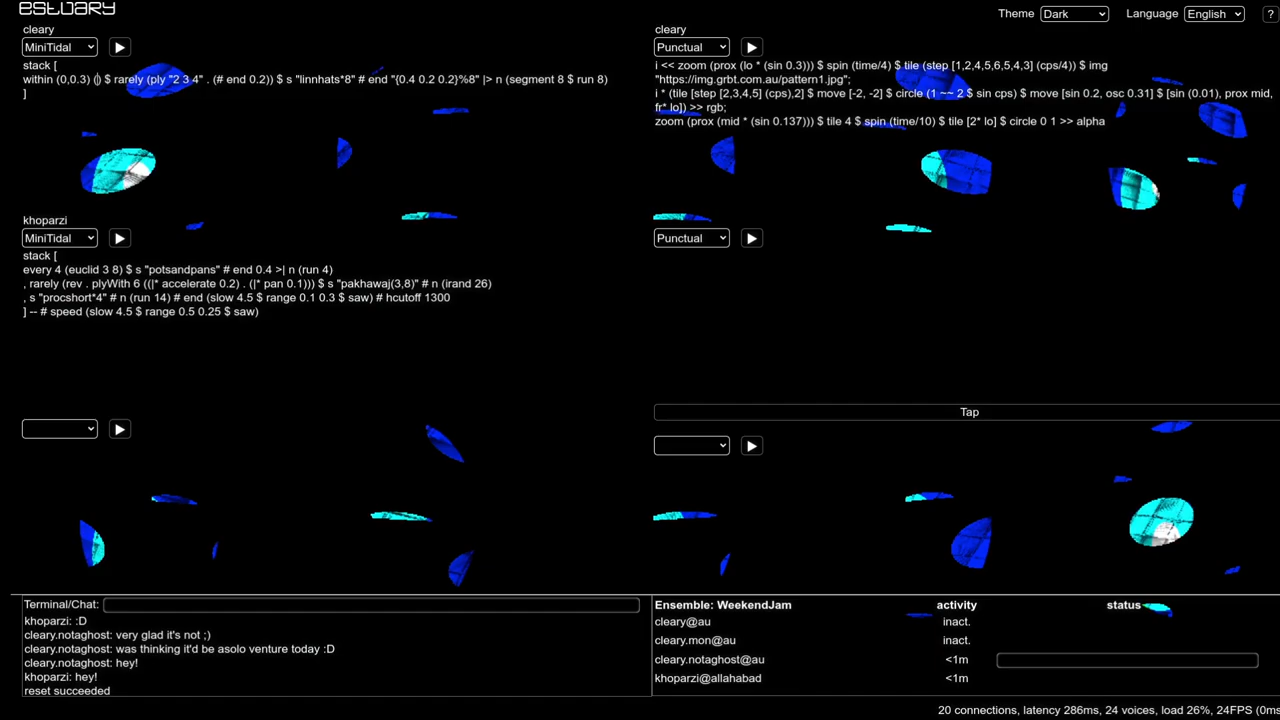 estuary
Theme Dark Language English ?
cleary
MiniTidal
stack [
within (0,0.3) () $ rarely (ply "2 3 4" . (# end 0.2)) $ s "linnhats*8" # end "{0.4 0.2 0.2}%8" |> n (segment 8 $ run 8)
]
cleary
Punctual
i << zoom (prox (lo * (sin 0.3))) $ spin (time/4) $ tile (step [1,2,4,5,6,5,4,3] (cps/4)) $ img
"https://img.grbt.com.au/pattern1.jpg";
i * (tile [step [2,3,4,5] (cps),2] $ move [-2, -2] $ circle (1 ~~ 2 $ sin cps) $ move [sin 0.2, osc 0.31] $ [sin (0.01), prox mid,
fr* lo]) >> rgb;
zoom (prox (mid * (sin 0.137))) $ tile 4 $ spin (time/10) $ tile [2* lo] $ circle 0 1 >> alpha
khoparzi
MiniTidal
stack [
every 4 (euclid 3 8) $ s "potsandpans" # end 0.4 >| n (run 4)
, rarely (rev . plyWith 6 ((|* accelerate 0.2) . (|* pan 0.1))) $ s "pakhawaj(3,8)" # n (irand 26)
, s "procshort*4" # n (run 14) # end (slow 4.5 $ range 0.1 0.3 $ saw) # hcutoff 1300
] -- # speed (slow 4.5 $ range 0.5 0.25 $ saw)
Punctual
Tap
Terminal/Chat:
khoparzi: :D
cleary.notaghost: very glad it's not ;)
cleary.notaghost: was thinking it'd be asolo venture today :D
cleary.notaghost: hey!
khoparzi: hey!
reset succeeded
Ensemble: WeekendJam activity status
cleary@au inact.
cleary.mon@au inact.
cleary.notaghost@au <1m
khoparzi@allahabad <1m
20 connections, latency 286ms, 24 voices, load 26%, 24FPS (0ms